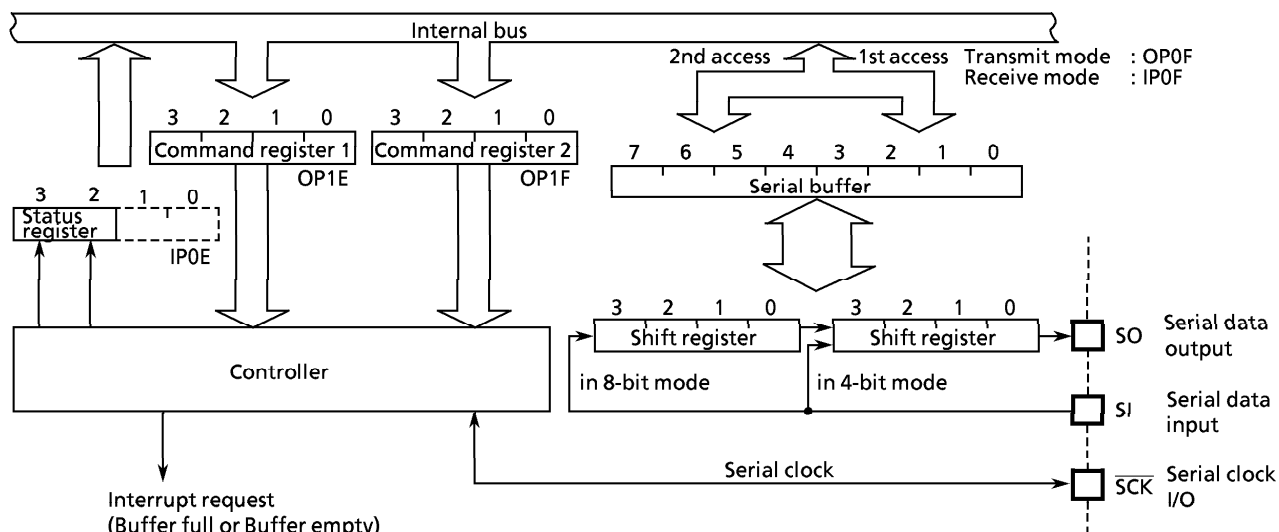 Internal bus
2nd access
1st access
Transmit mode : OP0F
Receive mode : IP0F
3 2 1 0
Command register 1
OP1E
3 2 1 0
Command register 2
OP1F
7 6 5 4 3 2 1 0
Serial buffer
3 2 1 0
Status
register
IP0E
Controller
3 2 1 0
Shift register
3 2 1 0
Shift register
in 8-bit mode
in 4-bit mode
SO
Serial data
output
SI
Serial data
input
Serial clock
SCK
Serial clock
I/O
Interrupt request
(Buffer full or Buffer empty)